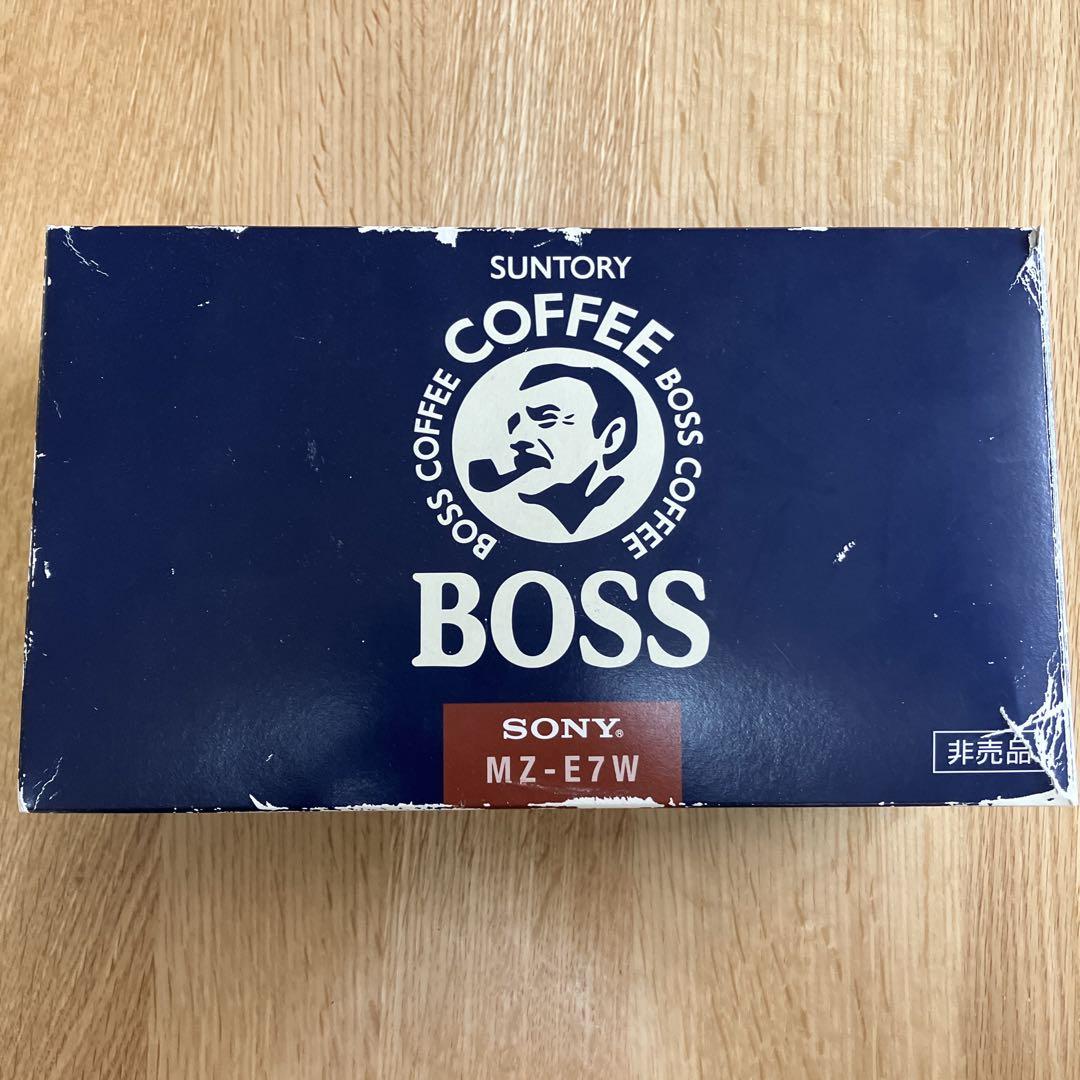 SUNTORY
COFFEE
BOSS COFFEE
BOSS COFFEE
BOSS
SONY®
MZ-E7W
非売品